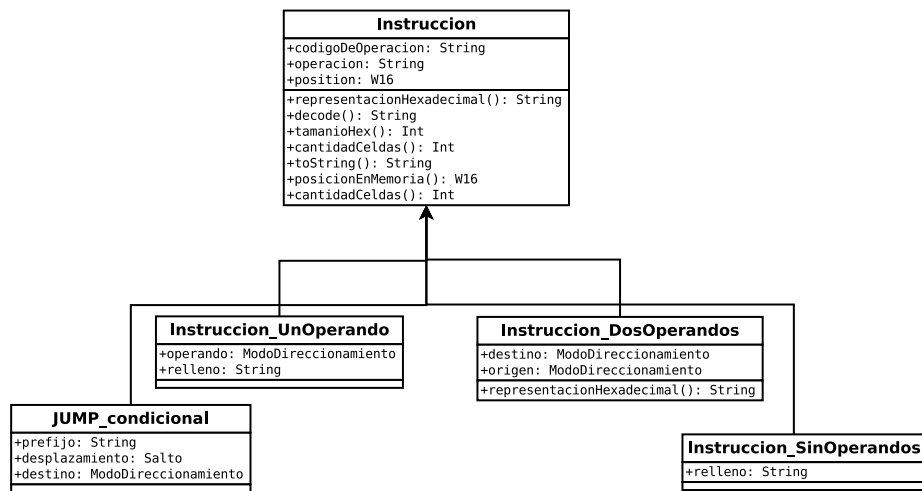 Instruccion
+codigoDeOperacion: String
+operacion: String
+position: W16
+representacionHexadecimal(): String
+decode(): String
+tamanioHex(): Int
+cantidadCeldas(): Int
+toString(): String
+posicionEnMemoria(): W16
+cantidadCeldas(): Int
Instruccion_UnOperando
+operando: ModoDireccionamiento
+relleno: String
Instruccion_DosOperandos
+destino: ModoDireccionamiento
+origen: ModoDireccionamiento
+representacionHexadecimal(): String
JUMP_condicional
+prefijo: String
+desplazamiento: Salto
+destino: ModoDireccionamiento
Instruccion_SinOperandos
+relleno: String